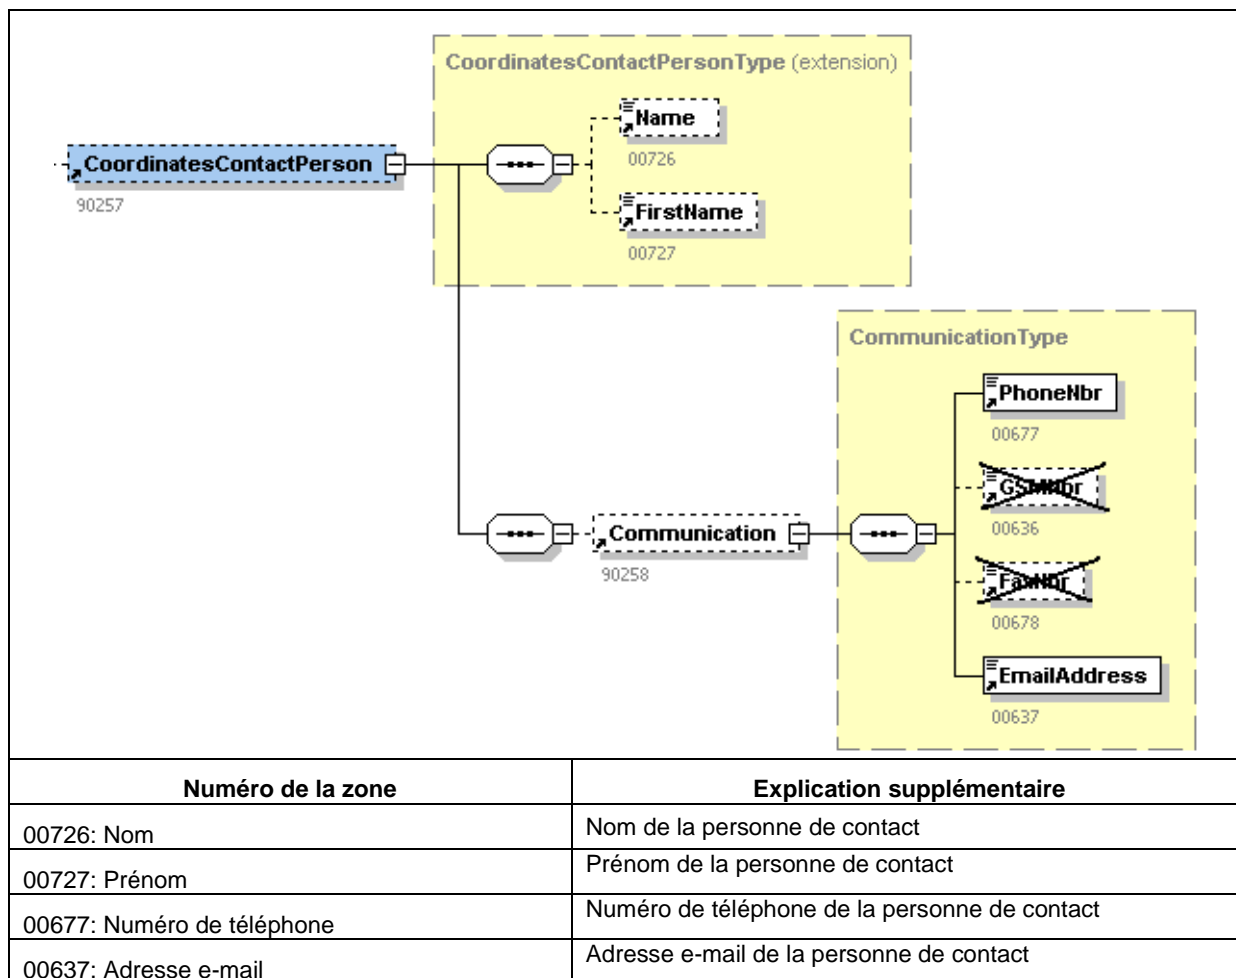 CoordinatesContactPersonType (extension)
Name
00726
CoordinatesContactPerson
90257
FirstName
00727
CommunicationType
PhoneNbr
00677
GSMNbr
00636
Communication
90258
FaxNbr
00678
EmailAddress
00637
Numéro de la zone Explication supplémentaire
00726: Nom Nom de la personne de contact
00727: Prénom Prénom de la personne de contact
00677: Numéro de téléphone Numéro de téléphone de la personne de contact
00637: Adresse e-mail Adresse e-mail de la personne de contact